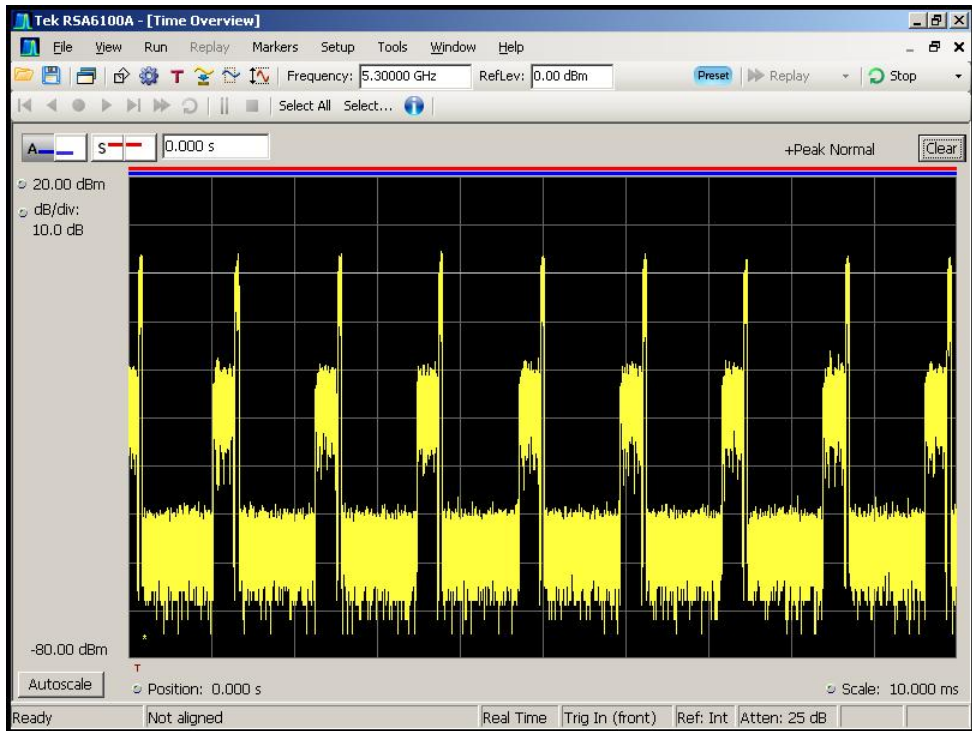 Tek RSA6100A - [Time Overview]
File View Run Replay Markers Setup Tools Window Help
Frequency: 5.30000 GHz RefLev: 0.00 dBm Preset Replay Stop
Select All Select...
A S 0.000 s +Peak Normal Clear
20.00 dBm
dB/div:
10.0 dB
-80.00 dBm
T
Autoscale Position: 0.000 s Scale: 10.000 ms
Ready Not aligned Real Time Trig In (front) Ref: Int Atten: 25 dB